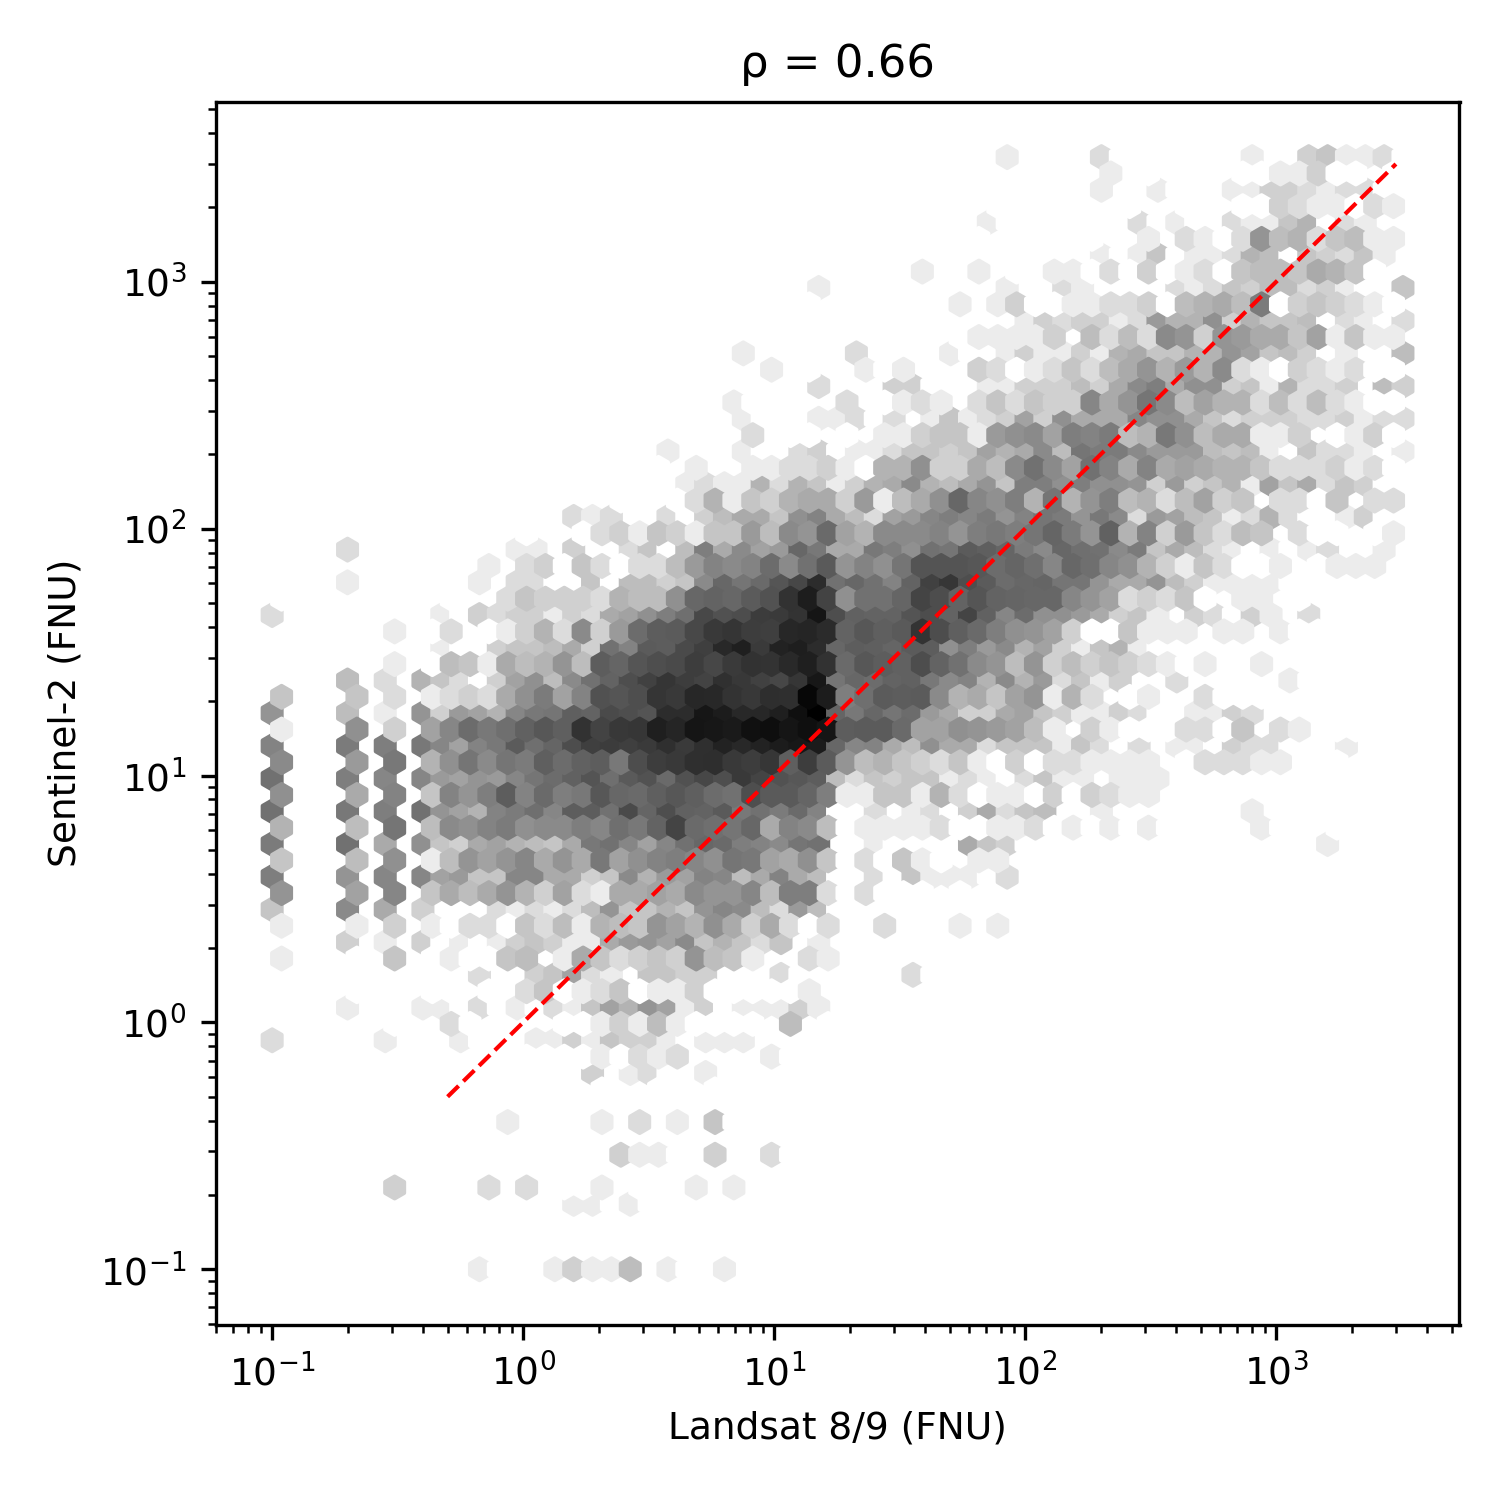 ρ = 0.66
Sentinel-2 (FNU)
10³
10²
10¹
10⁰
10⁻¹
10⁻¹ 10⁰ 10¹ 10² 10³
Landsat 8/9 (FNU)